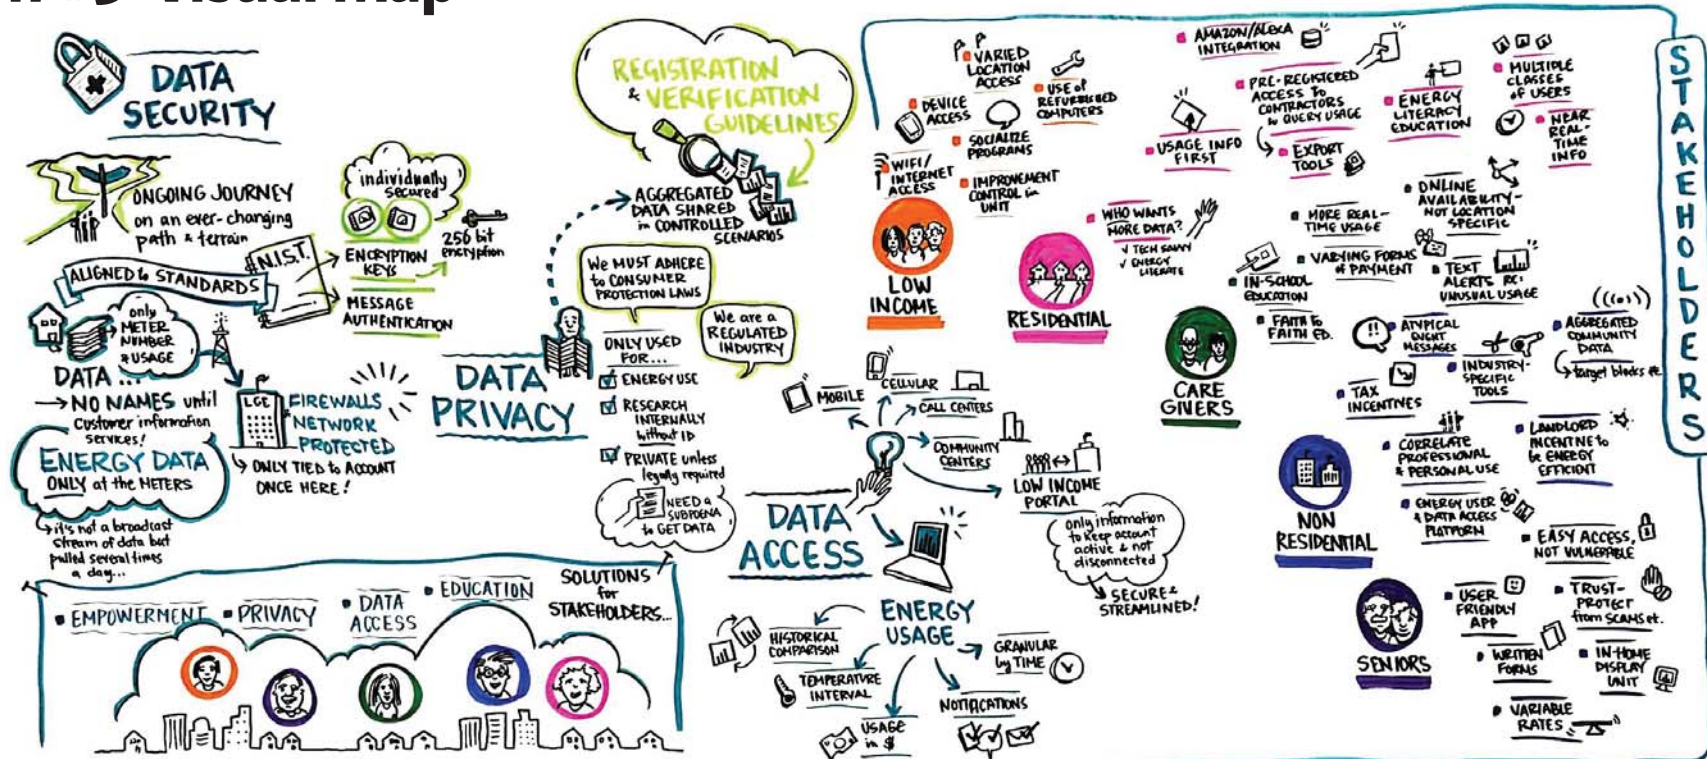 Visual Map
DATA
SECURITY
ONGOING JOURNEY
on an ever-changing
path & terrain
ALIGNED to STANDARDS
N.I.S.T.
individually
secured
ENCRYPTION
KEYS
256 bit
encryption
MESSAGE
AUTHENTICATION
only
METER
NUMBER
& USAGE
DATA...
→ NO NAMES until
customer information
services!
ENERGY DATA
ONLY at the METERS
it's not a broadcast
stream of data but
pulled several times
a day...
LGE
FIREWALLS
NETWORK
PROTECTED
ONLY TIED to ACCOUNT
ONCE HERE!
REGISTRATION
& VERIFICATION
GUIDELINES
AGGREGATED
DATA SHARED
in CONTROLLED
SCENARIOS
We MUST ADHERE
to CONSUMER
PROTECTION LAWS
We are a
REGULATED
INDUSTRY
DATA
PRIVACY
ONLY USED
FOR...
ENERGY USE
RESEARCH
INTERNALLY
without ID
PRIVATE unless
legally required
NEED a
SUBPOENA
to GET DATA
EMPOWERMENT
PRIVACY
DATA
ACCESS
EDUCATION
SOLUTIONS
for
STAKEHOLDERS...
DATA
ACCESS
MOBILE
CELLULAR
CALL CENTERS
COMMUNITY
CENTERS
LOW INCOME
PORTAL
only information
to keep account
active & not
disconnected
SECURE &
STREAMLINED!
ENERGY
USAGE
HISTORICAL
COMPARISON
TEMPERATURE
INTERVAL
USAGE
in $
NOTIFICATIONS
GRANULAR
by TIME
STAKEHOLDERS
VARIED
LOCATION
ACCESS
USE of
REFURBISHED
COMPUTERS
DEVICE
ACCESS
SOCIALIZE
PROGRAMS
WIFI/
INTERNET
ACCESS
IMPROVEMENT
CONTROL in
UNIT
LOW
INCOME
AMAZON/ALEXA
INTEGRATION
PRE-REGISTERED
ACCESS TO
CONTRACTORS
to QUERY USAGE
USAGE INFO
FIRST
EXPORT
TOOLS
ENERGY
LITERACY
EDUCATION
MULTIPLE
CLASSES
of USERS
NEAR
REAL-
TIME
INFO
WHO WANTS
MORE DATA?
✓ TECH SAVVY
✓ ENERGY
LITERATE
RESIDENTIAL
ONLINE
AVAILABILITY-
NOT LOCATION
SPECIFIC
MORE REAL-
TIME USAGE
VARYING FORMS
of PAYMENT
TEXT
ALERTS RE:
UNUSUAL USAGE
IN-SCHOOL
EDUCATION
FAITH to
FAITH ED.
CARE
GIVERS
ATYPICAL
EVENT
MESSAGES
AGGREGATED
COMMUNITY
DATA
target blocks etc.
INDUSTRY-
SPECIFIC
TOOLS
TAX
INCENTIVES
CORRELATE
PROFESSIONAL
& PERSONAL USE
LANDLORD
INCENTIVE to
be ENERGY
EFFICIENT
ENERGY USER
& DATA ACCESS
PLATFORM
NON
RESIDENTIAL
EASY ACCESS,
NOT VULNERABLE
USER
FRIENDLY
APP
TRUST-
PROTECT
from SCAMS et.
WRITTEN
FORMS
IN-HOME
DISPLAY
UNIT
VARIABLE
RATES
SENIORS